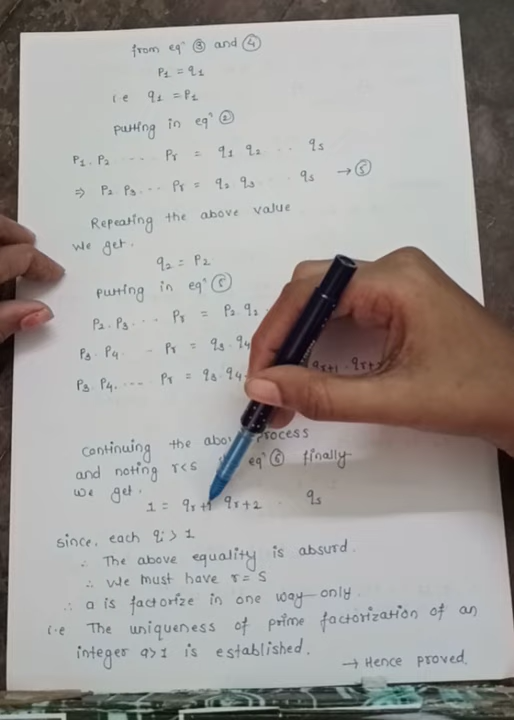 from eqⁿ ③ and ④
P1 = q1
i.e q1 = P1
putting in eqⁿ ②
P1 . P2 ..... Pr = q1 q2 .. qs
⇒ P2 P3 ... Pr = q2 q3 .. qs → ⑤
Repeating the above value
we get.
q2 = P2
putting in eqⁿ ⑤
P2 . P3 .... Pr = P2 . q2
P3 . P4 .. Pr = q3 . q4 qr+1 .
P3 P4 .... Pr = q3 . q4
Continuing the process
and noting r<s eqⁿ ⑥ finally
we get.
1 = qr+1 qr+2 . qs
since, each qi > 1
∴ The above equality is absurd.
∴ we must have r = s
∴ a is factorize in one way only.
i.e The uniqueness of prime factorization of an
integer a>1 is established.
→ Hence proved.